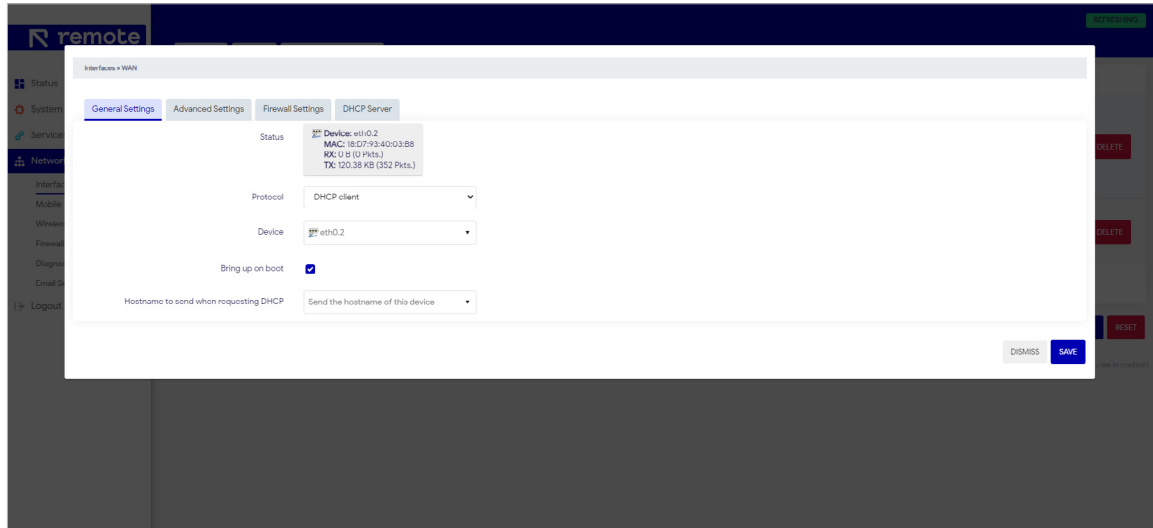 REFRESHING
remote
Interfaces » WAN
Status
System
Network
Mobile
Logout
General Settings
Advanced Settings
Firewall Settings
DHCP Server
Status
Device: eth0.2
MAC: 18:D7:93:40:03:B8
RX: 0 B (0 Pkts.)
TX: 120.38 KB (352 Pkts.)
Protocol
DHCP client
Device
eth0.2
Bring up on boot
Hostname to send when requesting DHCP
Send the hostname of this device
DISMISS
SAVE
DELETE
DELETE
RESET